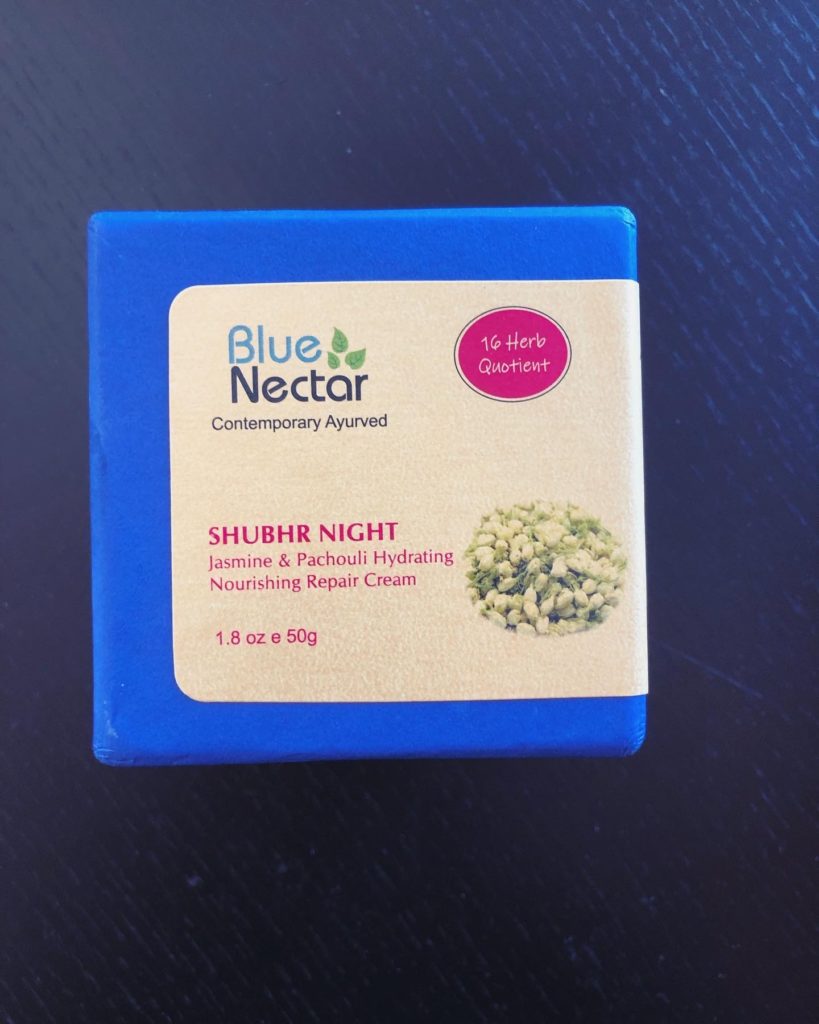 Blue
Nectar
Contemporary Ayurved
16 Herb
Quotient
SHUBHR NIGHT
Jasmine & Pachouli Hydrating
Nourishing Repair Cream
1.8 oz e 50g